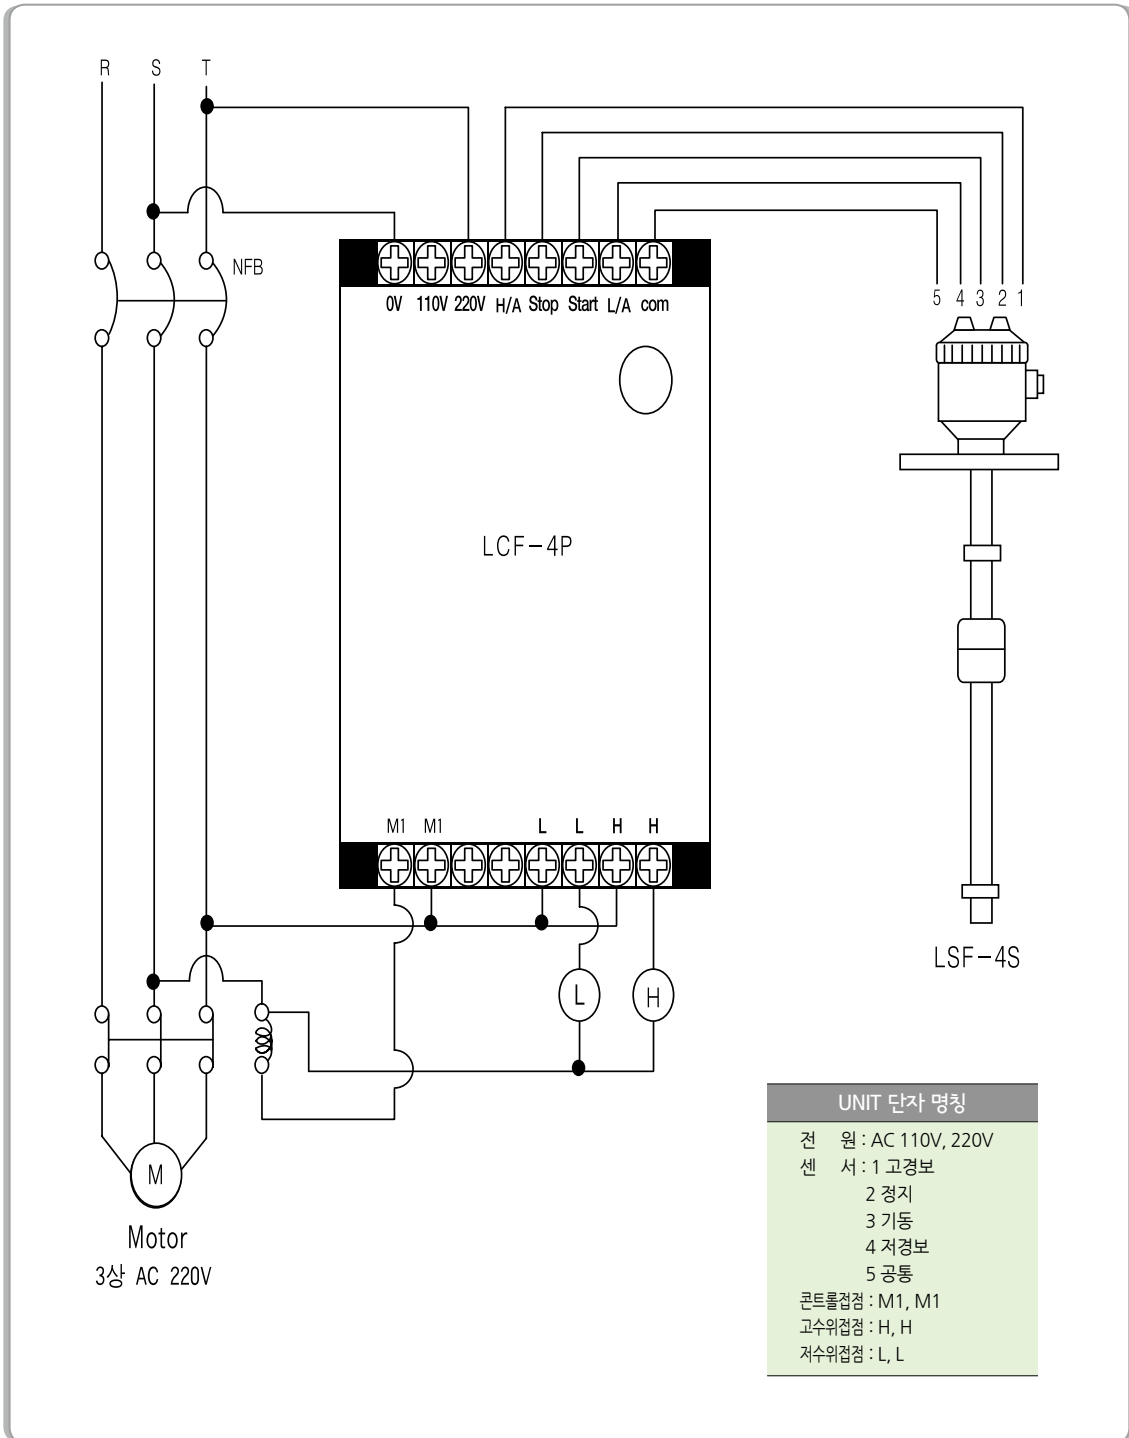 R S T
NFB
0V 110V 220V H/A Stop Start L/A com
5 4 3 2 1
LCF-4P
M1 M1 L L H H
LSF-4S
L H
M
Motor
3상 AC 220V
UNIT 단자 명칭
전 원 : AC 110V, 220V
센 서 : 1 고경보
2 정지
3 기동
4 저경보
5 공통
콘트롤접점 : M1, M1
고수위접점 : H, H
저수위접점 : L, L